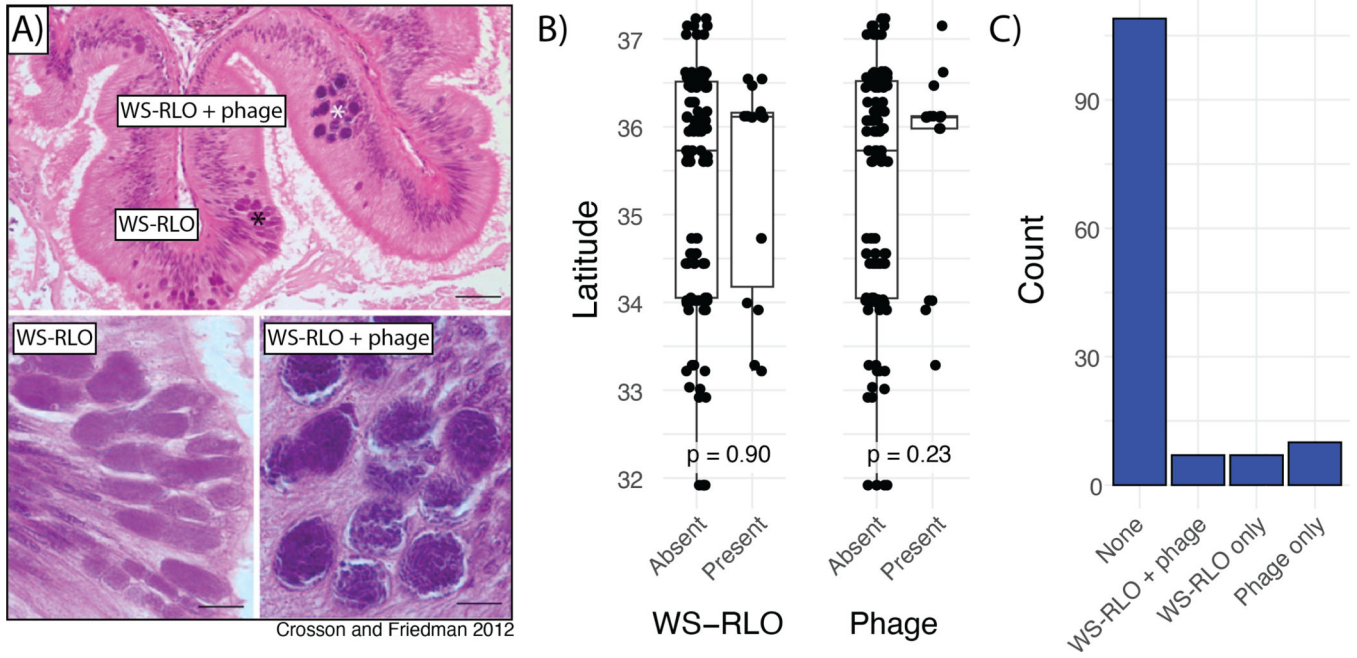 A)
WS-RLO + phage
*
WS-RLO
*
WS-RLO
WS-RLO + phage
Crosson and Friedman 2012
B)
Latitude
37
36
35
34
33
32
p = 0.90
p = 0.23
Absent
Present
Absent
Present
WS–RLO
Phage
C)
Count
90
60
30
0
None
WS-RLO + phage
WS-RLO only
Phage only